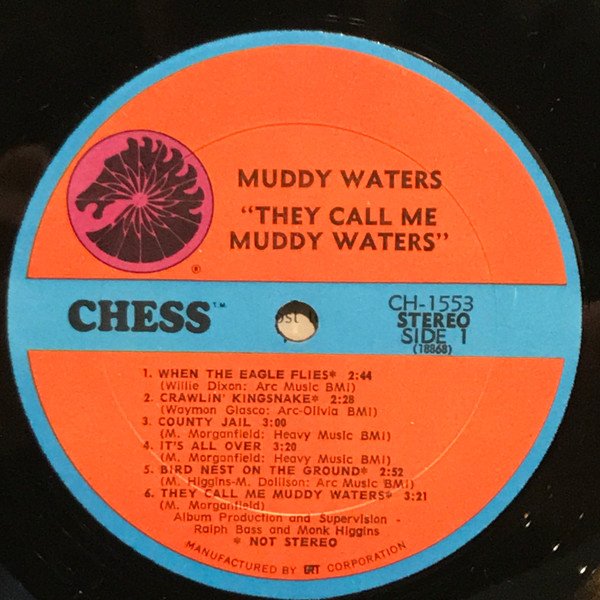 MUDDY WATERS
"THEY CALL ME
MUDDY WATERS"
®
CHESS T.M.
CH-1553
STEREO
SIDE 1
(18868)
1. WHEN THE EAGLE FLIES* 2:44
(Willie Dixon: Arc Music BMI)
2. CRAWLIN' KINGSNAKE* 2:28
(Waymon Glasco: Arc-Olivia BMI)
3. COUNTY JAIL 3:00
(M. Morganfield: Heavy Music BMI)
4. IT'S ALL OVER 3:20
(M. Morganfield: Heavy Music BMI)
5. BIRD NEST ON THE GROUND* 2:52
(M. Higgins-M. Dollison: Arc Music BMI)
6. THEY CALL ME MUDDY WATERS* 3:21
(M. Morganfield)
Album Production and Supervision -
Ralph Bass and Monk Higgins
* NOT STEREO
MANUFACTURED BY GRT CORPORATION